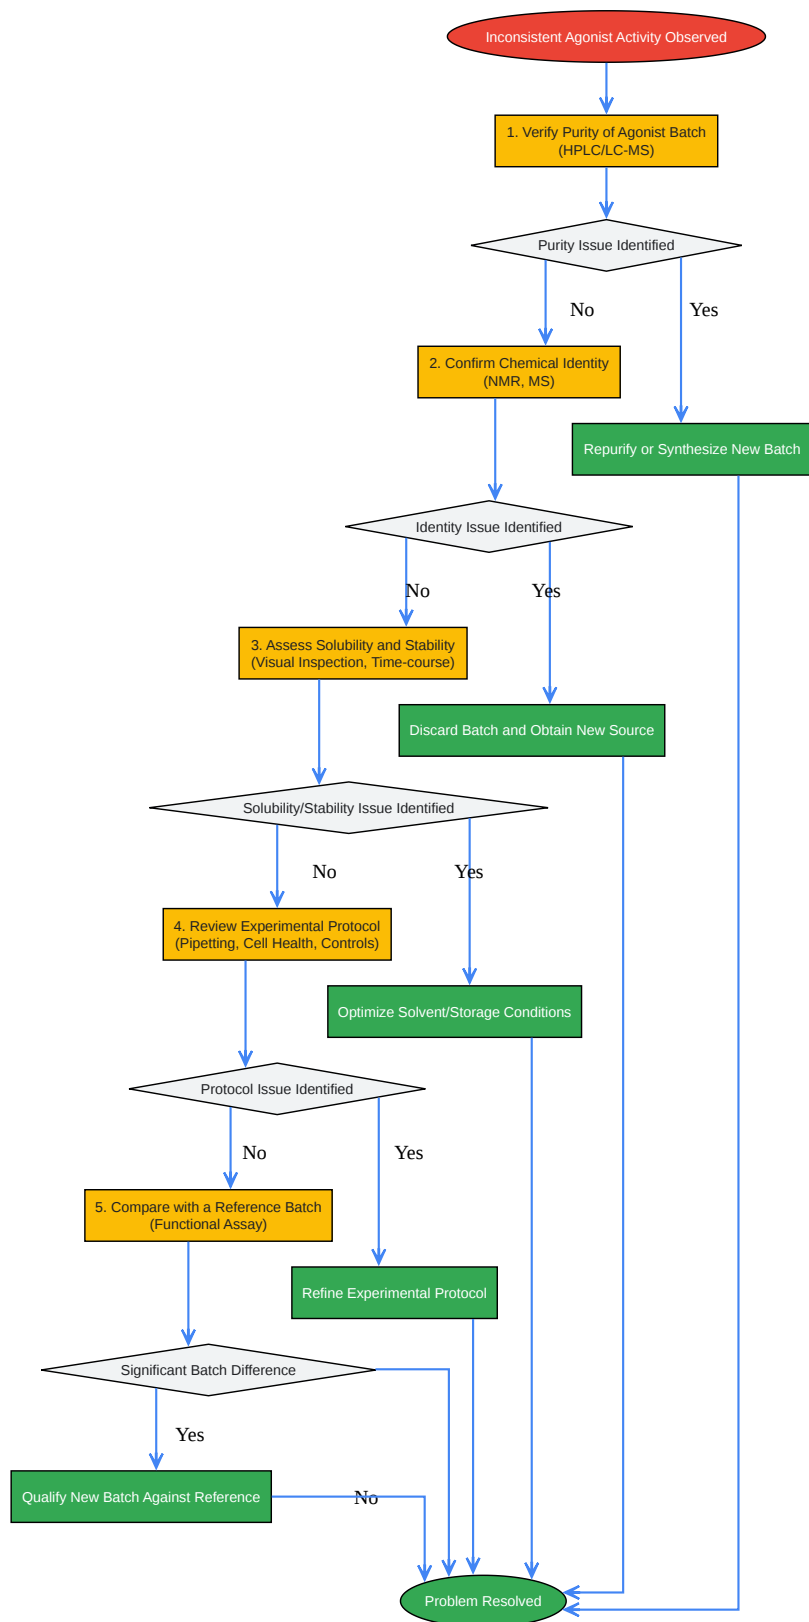 Inconsistent Agonist Activity Observed
1. Verify Purity of Agonist Batch
(HPLC/LC-MS)
Purity Issue Identified
No
Yes
2. Confirm Chemical Identity
(NMR, MS)
Repurify or Synthesize New Batch
Identity Issue Identified
No
Yes
3. Assess Solubility and Stability
(Visual Inspection, Time-course)
Discard Batch and Obtain New Source
Solubility/Stability Issue Identified
No
Yes
4. Review Experimental Protocol
(Pipetting, Cell Health, Controls)
Optimize Solvent/Storage Conditions
Protocol Issue Identified
No
Yes
5. Compare with a Reference Batch
(Functional Assay)
Refine Experimental Protocol
Significant Batch Difference
Yes
Qualify New Batch Against Reference
No
Problem Resolved